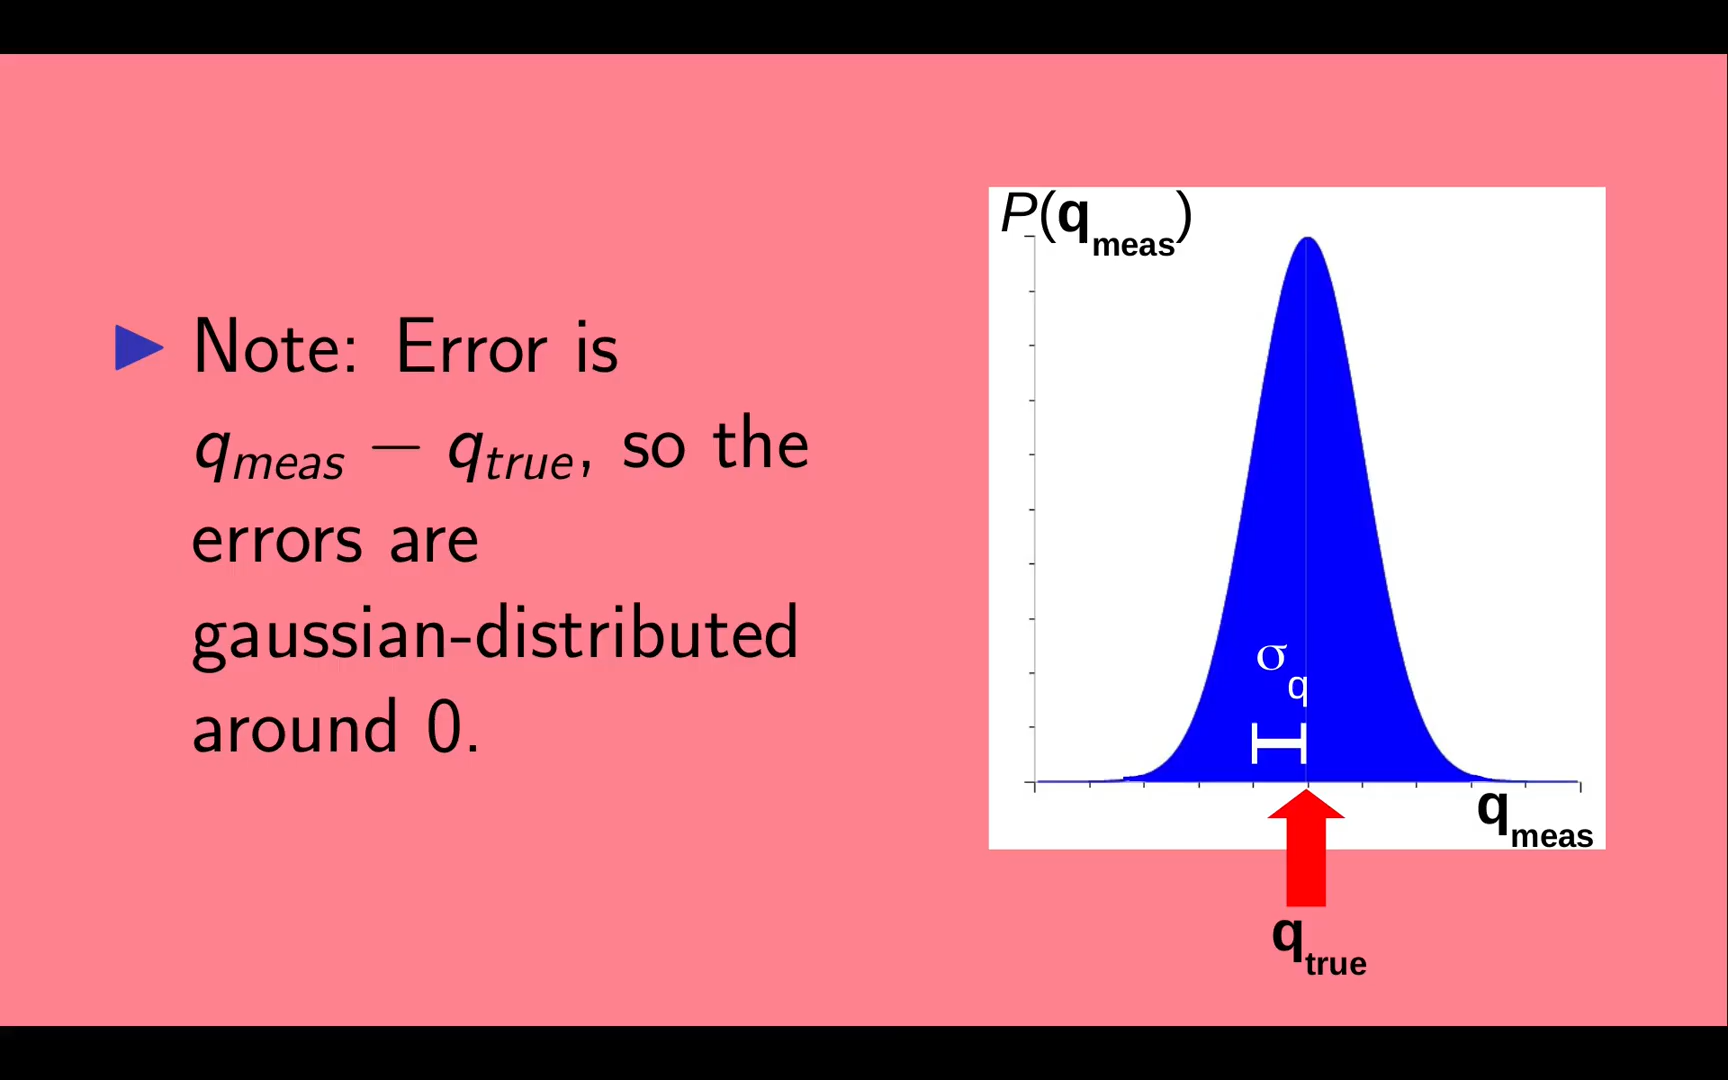 ▶ Note: Error is
q_meas − q_true, so the
errors are
gaussian-distributed
around 0.
P(q_meas)
σ_q
q_meas
q_true